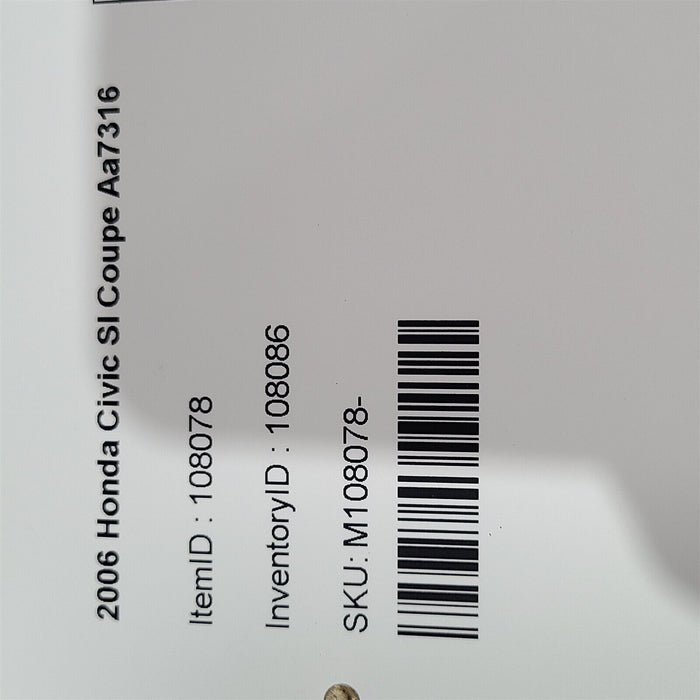 2006 Honda Civic SI Coupe Aa7316
ItemID : 108078
InventoryID : 108086
SKU: M108078-